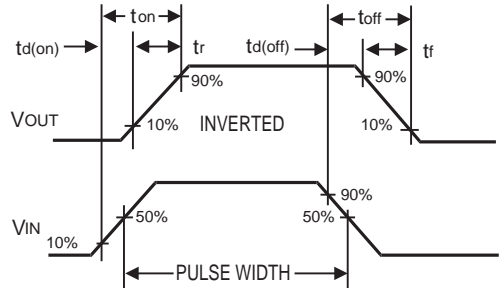 ton toff
td(on) tr td(off) tf
90% 90%
VOUT 10% INVERTED 10%
90%
50% 50%
VIN 10%
PULSE WIDTH